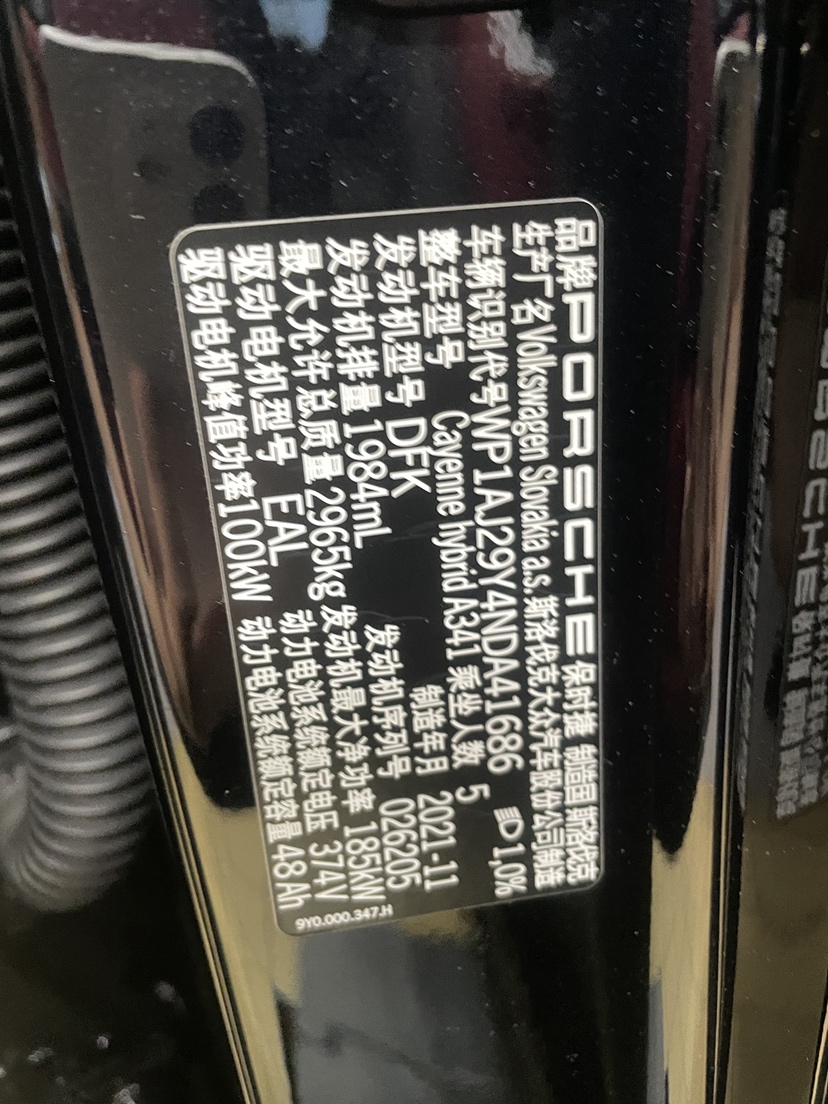 品牌PORSCHE 保时捷 制造国 斯洛伐克
生产厂名Volkswagen Slovakia a.s.斯洛伐克大众汽车股份公司制造
车辆识别代号WP1AJ29Y4NDA41686 1,0%
整车型号 Cayenne hybrid A341 乘坐人数 5
发动机型号 DFK 制造年月 2021-11
发动机排量 1984mL 发动机序列号 026205
最大允许总质量 2965kg 发动机最大净功率 185kW
驱动电机型号 EAL 动力电池系统额定电压 374V
驱动电机峰值功率100kW 动力电池系统额定容量 48Ah
9Y0.000.347.H